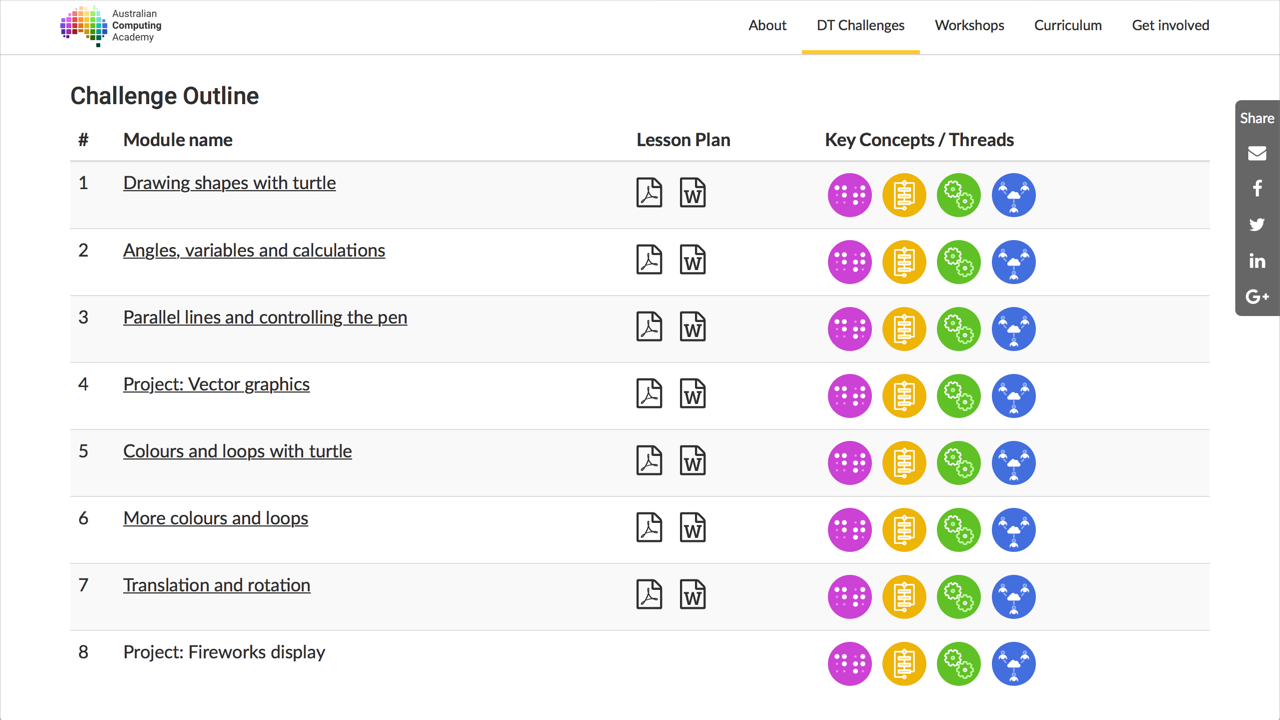 Australian
Computing
Academy
About DT Challenges Workshops Curriculum Get involved
Challenge Outline
# Module name Lesson Plan Key Concepts / Threads
1 Drawing shapes with turtle W
2 Angles, variables and calculations W
3 Parallel lines and controlling the pen W
4 Project: Vector graphics W
5 Colours and loops with turtle W
6 More colours and loops W
7 Translation and rotation W
8 Project: Fireworks display
Share
f
in
G+